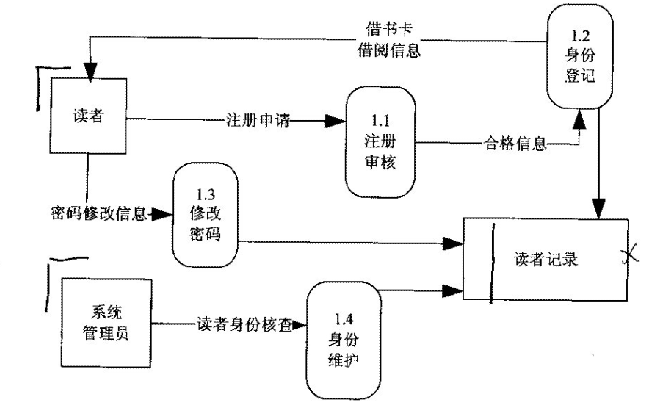 借书卡
借阅信息
1.2
身份
登记
读者
注册申请
1.1
注册
审核
合格信息
密码修改信息
1.3
修改
密码
读者记录
系统
管理员
读者身份核查
1.4
身份
维护